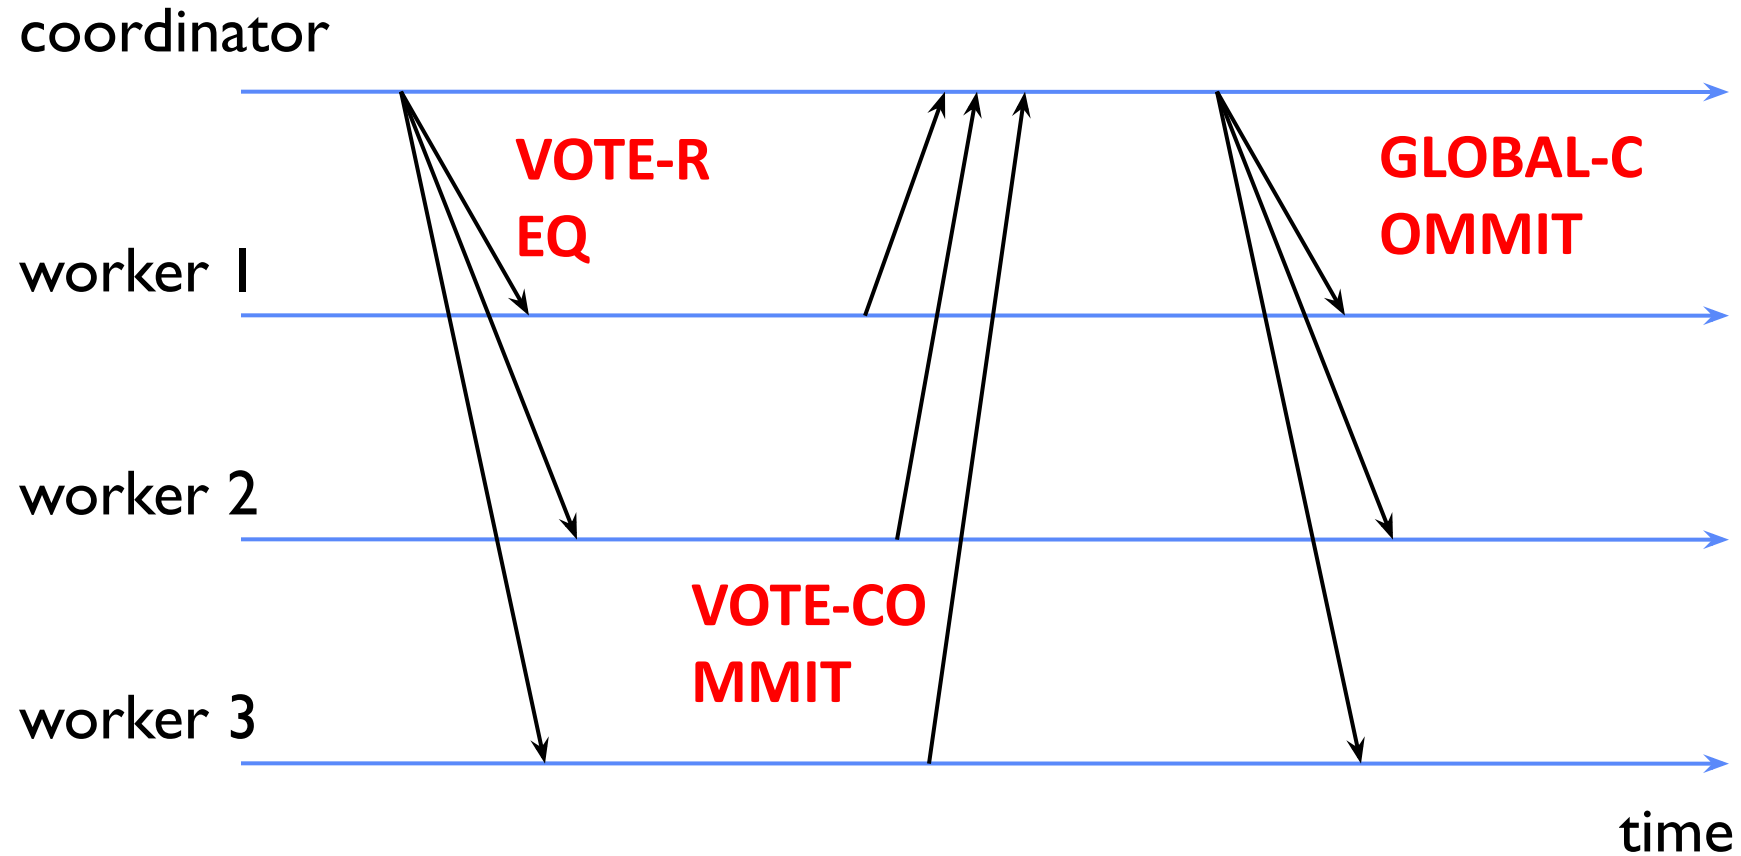 coordinator
VOTE-R
EQ
GLOBAL-C
OMMIT
worker 1
worker 2
VOTE-CO
MMIT
worker 3
time